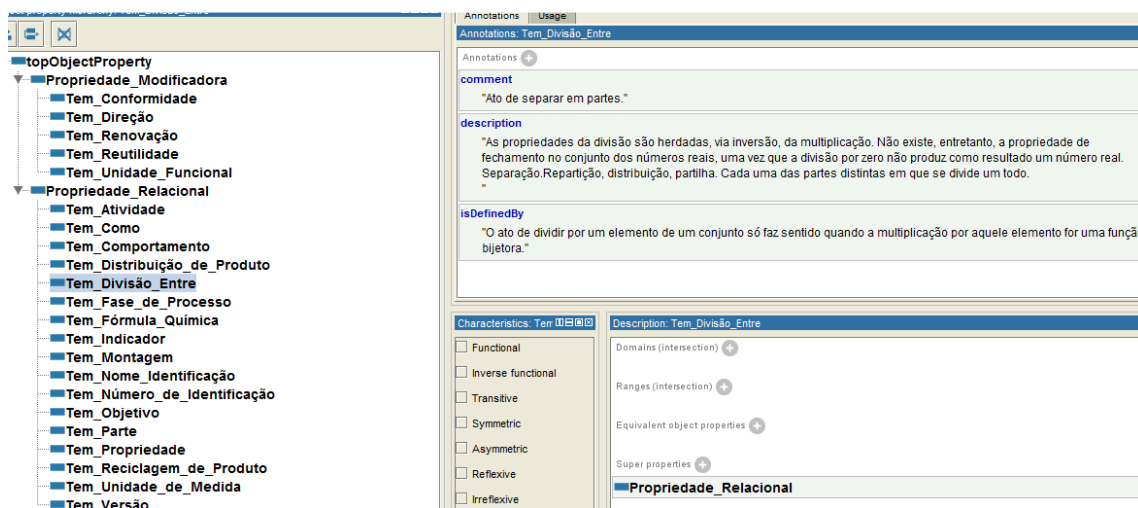 topObjectProperty
Propriedade_Modificadora
Tem_Conformidade
Tem_Direção
Tem_Renovação
Tem_Reutilidade
Tem_Unidade_Funcional
Propriedade_Relacional
Tem_Atividade
Tem_Como
Tem_Comportamento
Tem_Distribuição_de_Produto
Tem_Divisão_Entre
Tem_Fase_de_Processo
Tem_Fórmula_Química
Tem_Indicador
Tem_Montagem
Tem_Nome_Identificação
Tem_Número_de_Identificação
Tem_Objetivo
Tem_Parte
Tem_Propriedade
Tem_Reciclagem_de_Produto
Tem_Unidade_de_Medida
Tem_Versão
Annotations Usage
Annotations: Tem_Divisão_Entre
Annotations
comment
"Ato de separar em partes."
description
"As propriedades da divisão são herdadas, via inversão, da multiplicação. Não existe, entretanto, a propriedade de
fechamento no conjunto dos números reais, uma vez que a divisão por zero não produz como resultado um número real.
Separação.Repartição, distribuição, partilha. Cada uma das partes distintas em que se divide um todo.
"
isDefinedBy
"O ato de dividir por um elemento de um conjunto só faz sentido quando a multiplicação por aquele elemento for uma funçã
bijetora."
Characteristics: Tem
Functional
Inverse functional
Transitive
Symmetric
Asymmetric
Reflexive
Irreflexive
Description: Tem_Divisão_Entre
Domains (intersection)
Ranges (intersection)
Equivalent object properties
Super properties
Propriedade_Relacional